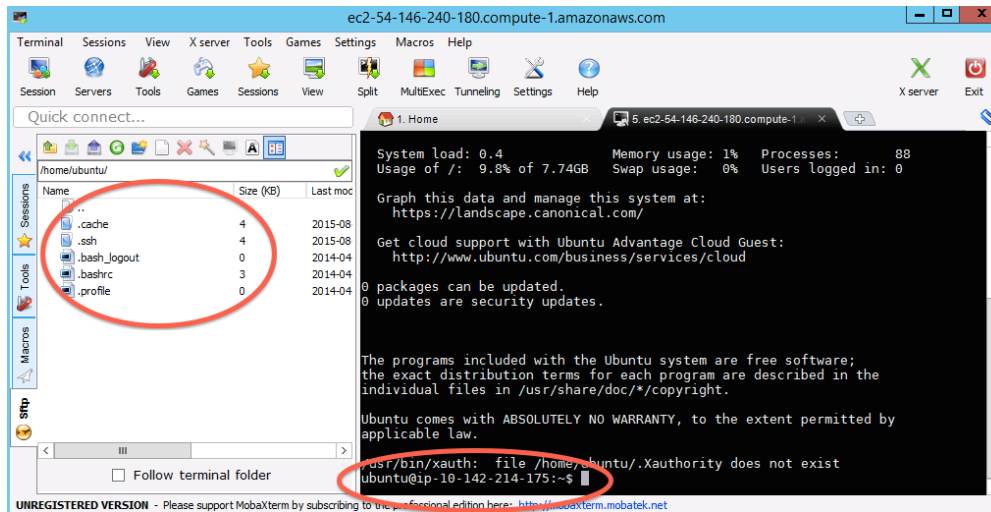 ec2-54-146-240-180.compute-1.amazonaws.com
Terminal Sessions View X server Tools Games Settings Macros Help
Session Servers Tools Games Sessions View Split MultiExec Tunneling Settings Help X server Exit
Quick connect...
1. Home
5. ec2-54-146-240-180.compute-1.a
/home/ubuntu/
Name Size (KB) Last mod
..
.cache 4 2015-08
.ssh 4 2015-08
.bash_logout 0 2014-04
.bashrc 3 2014-04
.profile 0 2014-04
Sessions
Tools
Macros
Sftp
Follow terminal folder
System load: 0.4 Memory usage: 1% Processes: 88
Usage of /: 9.8% of 7.74GB Swap usage: 0% Users logged in: 0
Graph this data and manage this system at:
https://landscape.canonical.com/
Get cloud support with Ubuntu Advantage Cloud Guest:
http://www.ubuntu.com/business/services/cloud
0 packages can be updated.
0 updates are security updates.
The programs included with the Ubuntu system are free software;
the exact distribution terms for each program are described in the
individual files in /usr/share/doc/*/copyright.
Ubuntu comes with ABSOLUTELY NO WARRANTY, to the extent permitted by
applicable law.
/usr/bin/xauth: file /home/ubuntu/.Xauthority does not exist
ubuntu@ip-10-142-214-175:~$
UNREGISTERED VERSION - Please support MobaXterm by subscribing to the professional edition here: http://mobaxterm.mobatek.net